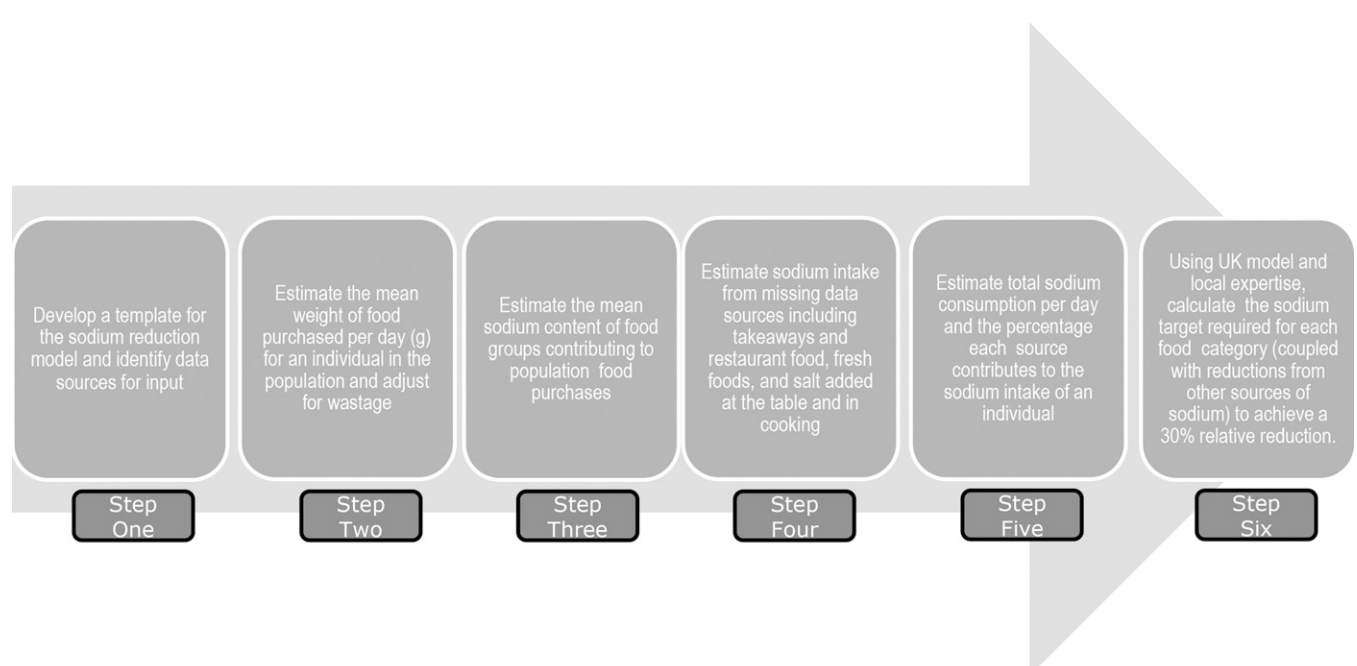 Develop a template for
the sodium reduction
model and identify data
sources for input
Estimate the mean
weight of food
purchased per day (g)
for an individual in the
population and adjust
for wastage
Estimate the mean
sodium content of food
groups contributing to
population food
purchases
Estimate sodium intake
from missing data
sources including
takeaways and
restaurant food, fresh
foods, and salt added
at the table and in
cooking
Estimate total sodium
consumption per day
and the percentage
each source
contributes to the
sodium intake of an
individual
Using UK model and
local expertise,
calculate the sodium
target required for each
food category (coupled
with reductions from
other sources of
sodium) to achieve a
30% relative reduction.
Step
One
Step
Two
Step
Three
Step
Four
Step
Five
Step
Six